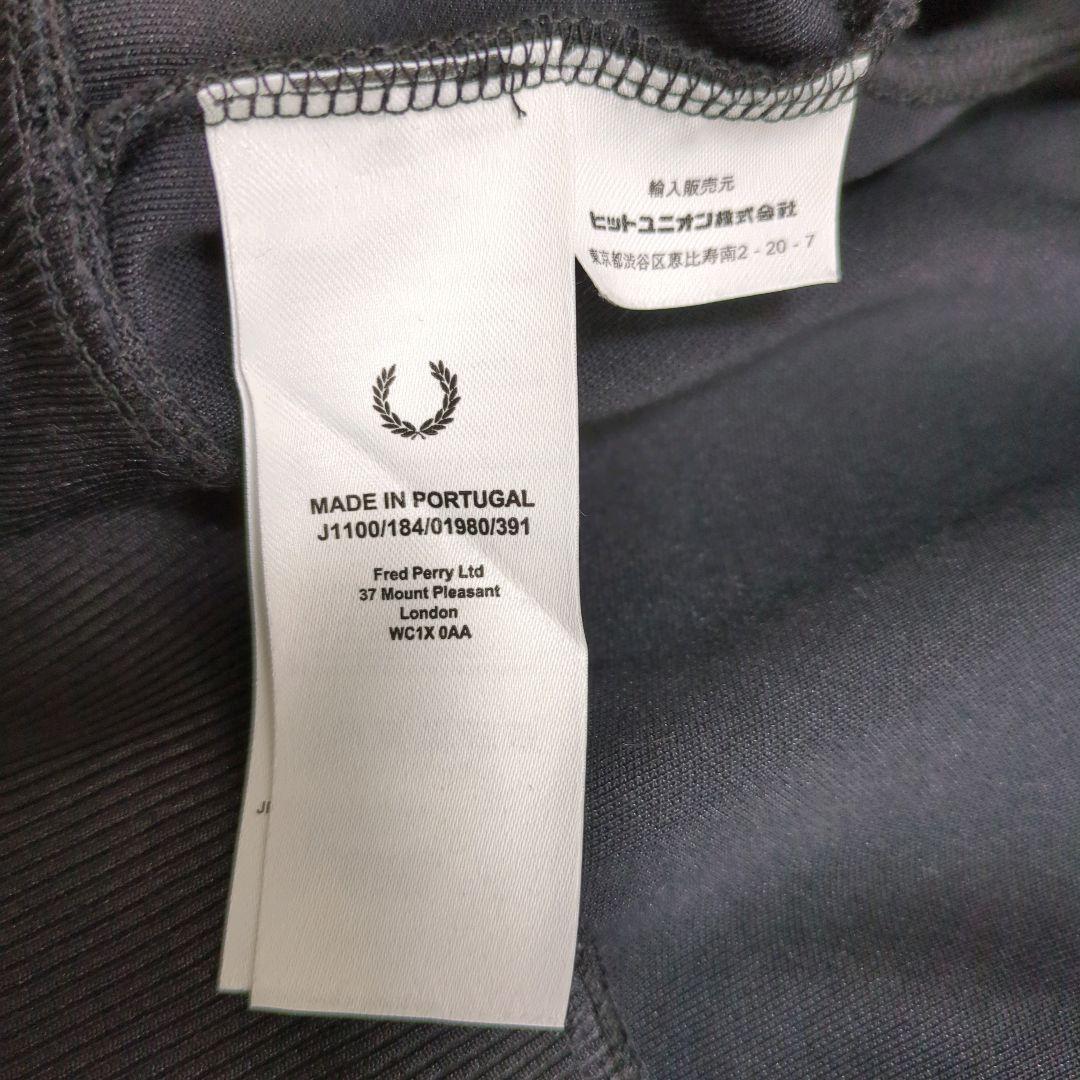 輸入販売元
ヒットユニオン株式会社
東京都渋谷区恵比寿南2-20-7
MADE IN PORTUGAL
J1100/184/01980/391
Fred Perry Ltd
37 Mount Pleasant
London
WC1X 0AA